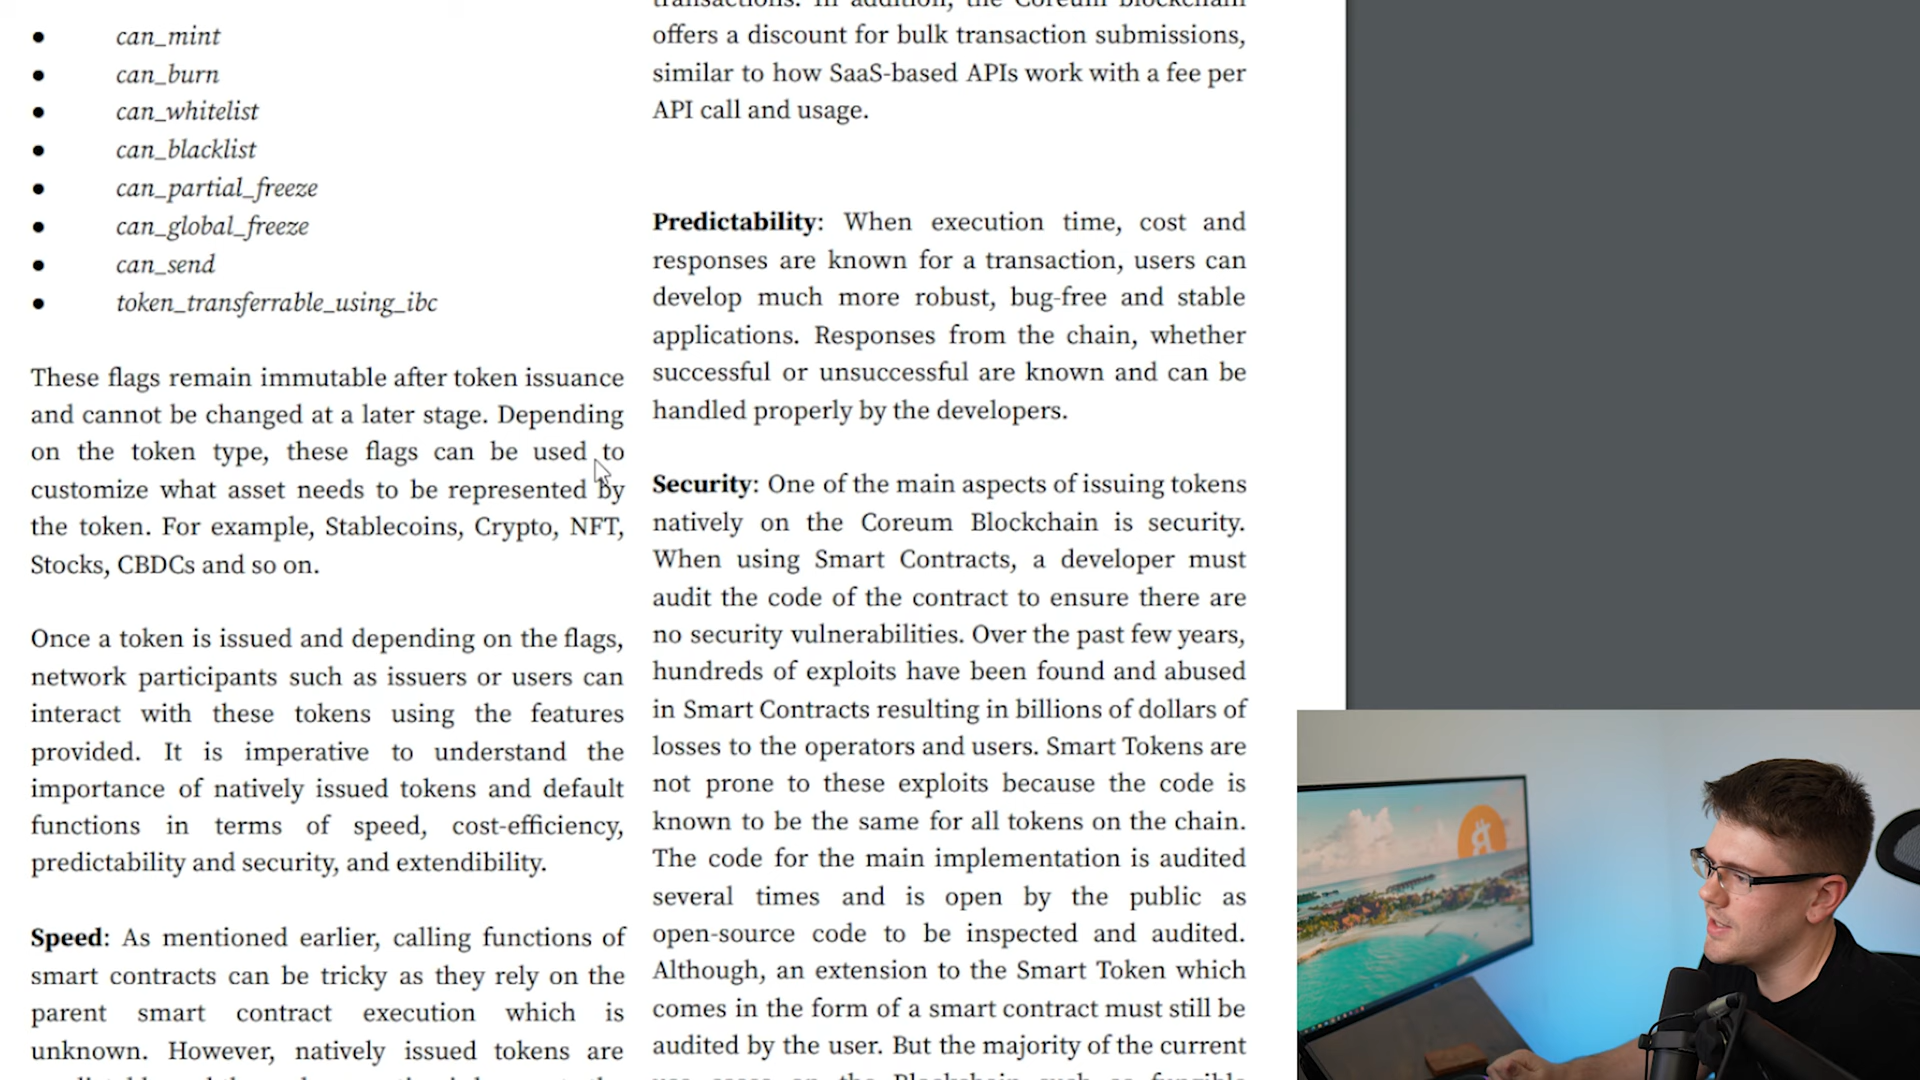 can_mint
can_burn
can_whitelist
can_blacklist
can_partial_freeze
can_global_freeze
can_send
token_transferrable_using_ibc
These flags remain immutable after token issuance
and cannot be changed at a later stage. Depending
on the token type, these flags can be used to
customize what asset needs to be represented by
the token. For example, Stablecoins, Crypto, NFT,
Stocks, CBDCs and so on.
Once a token is issued and depending on the flags,
network participants such as issuers or users can
interact with these tokens using the features
provided. It is imperative to understand the
importance of natively issued tokens and default
functions in terms of speed, cost-efficiency,
predictability and security, and extendibility.
Speed: As mentioned earlier, calling functions of
smart contracts can be tricky as they rely on the
parent smart contract execution which is
unknown. However, natively issued tokens are
transactions. In addition, the Coreum blockchain
offers a discount for bulk transaction submissions,
similar to how SaaS-based APIs work with a fee per
API call and usage.
Predictability: When execution time, cost and
responses are known for a transaction, users can
develop much more robust, bug-free and stable
applications. Responses from the chain, whether
successful or unsuccessful are known and can be
handled properly by the developers.
Security: One of the main aspects of issuing tokens
natively on the Coreum Blockchain is security.
When using Smart Contracts, a developer must
audit the code of the contract to ensure there are
no security vulnerabilities. Over the past few years,
hundreds of exploits have been found and abused
in Smart Contracts resulting in billions of dollars of
losses to the operators and users. Smart Tokens are
not prone to these exploits because the code is
known to be the same for all tokens on the chain.
The code for the main implementation is audited
several times and is open by the public as
open-source code to be inspected and audited.
Although, an extension to the Smart Token which
comes in the form of a smart contract must still be
audited by the user. But the majority of the current